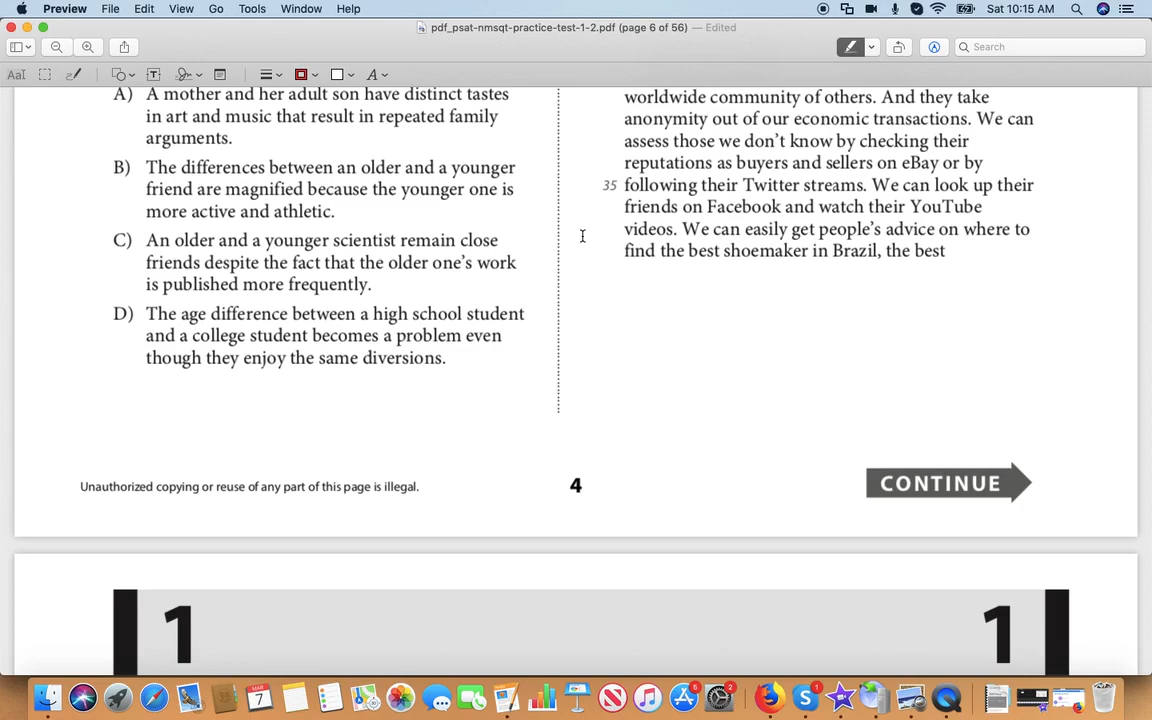 Preview File Edit View Go Tools Window Help
Sat 10:15 AM
pdf_psat-nmsqt-practice-test-1-2.pdf (page 6 of 56) — Edited
Search
A) A mother and her adult son have distinct tastes
in art and music that result in repeated family
arguments.
B) The differences between an older and a younger
friend are magnified because the younger one is
more active and athletic.
C) An older and a younger scientist remain close
friends despite the fact that the older one’s work
is published more frequently.
D) The age difference between a high school student
and a college student becomes a problem even
though they enjoy the same diversions.
worldwide community of others. And they take
anonymity out of our economic transactions. We can
assess those we don’t know by checking their
reputations as buyers and sellers on eBay or by
35 following their Twitter streams. We can look up their
friends on Facebook and watch their YouTube
videos. We can easily get people’s advice on where to
find the best shoemaker in Brazil, the best
Unauthorized copying or reuse of any part of this page is illegal.
4
CONTINUE
1
1
MAR
7
6
2
1